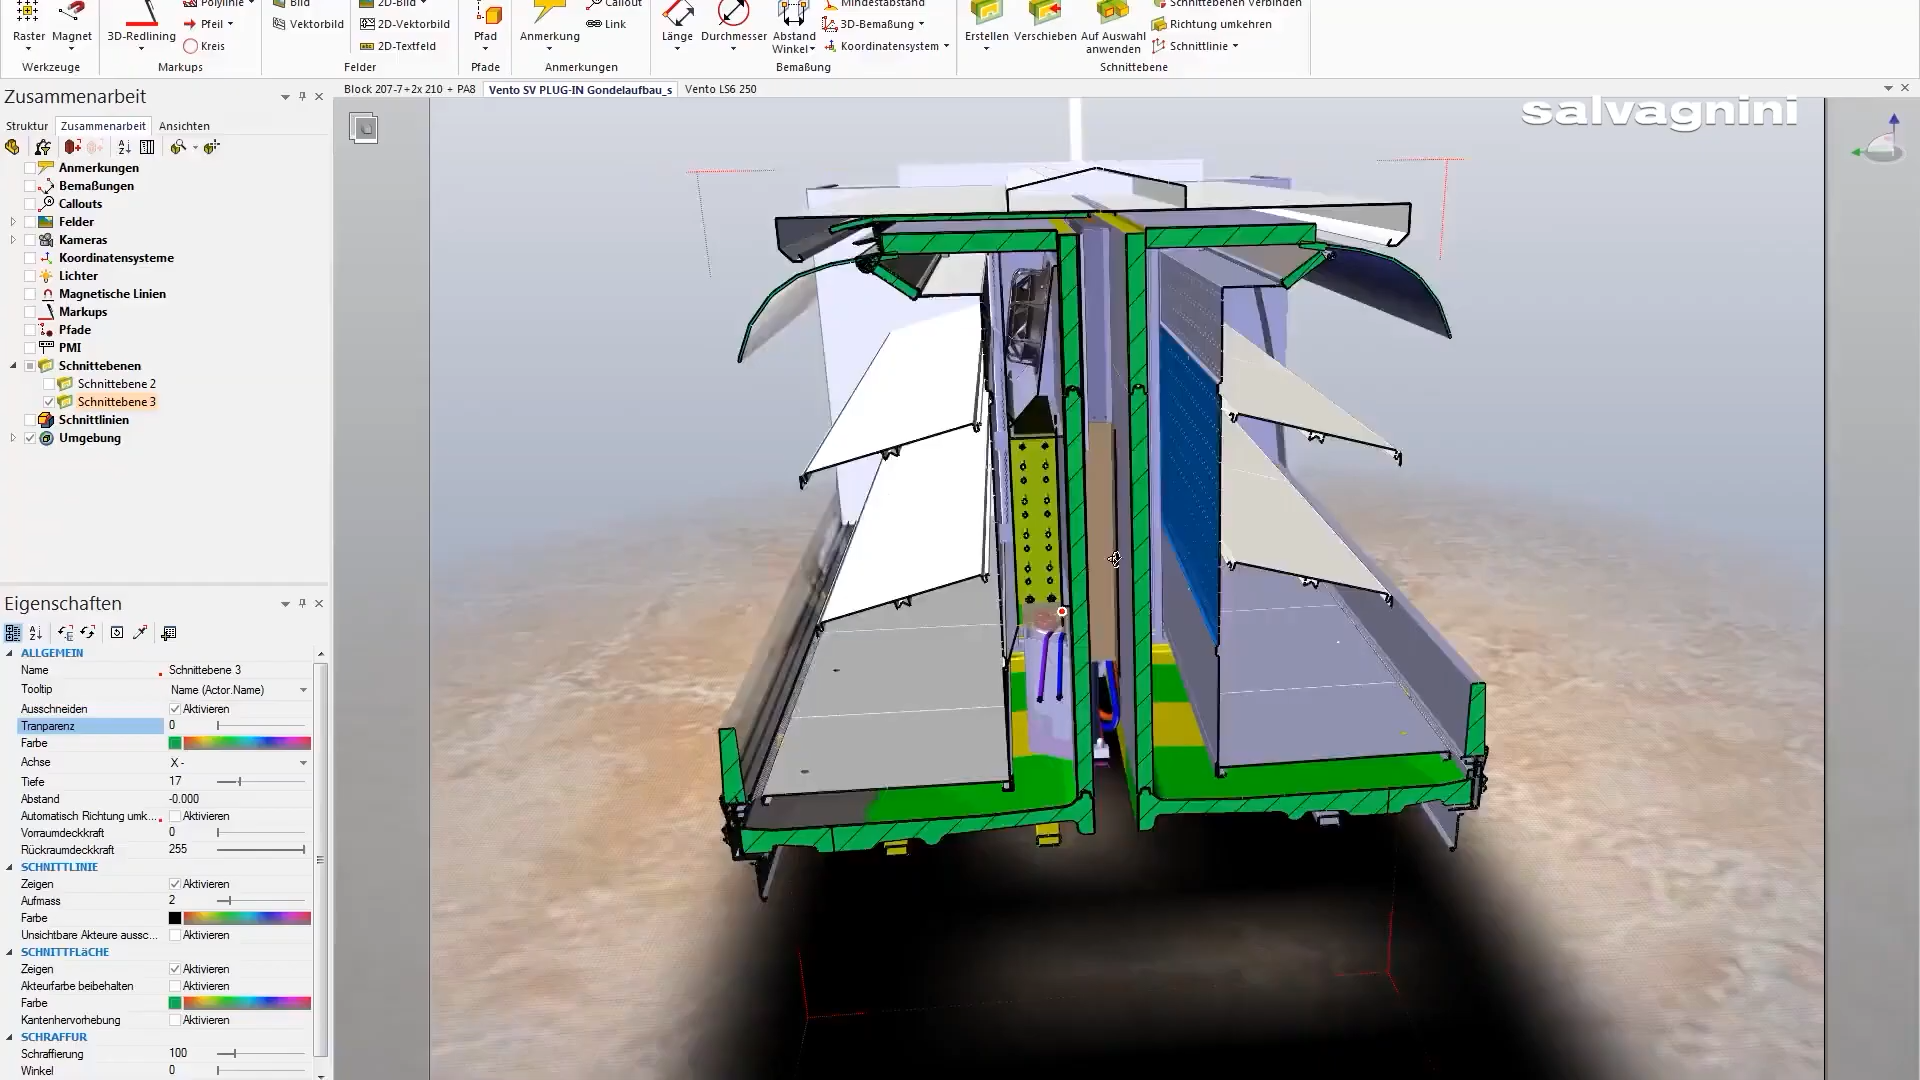 Raster
Magnet
Werkzeuge
3D-Redlining
Polylinie
Pfeil
Kreis
Markups
Bild
Vektorbild
2D-Bild
2D-Vektorbild
2D-Textfeld
Felder
Pfad
Pfade
Anmerkung
Callout
Link
Anmerkungen
Länge
Durchmesser
Abstand
Winkel
Mindestabstand
3D-Bemaßung
Koordinatensystem
Bemaßung
Erstellen
Verschieben
Auf Auswahl
anwenden
Schnittebenen verbinden
Richtung umkehren
Schnittlinie
Schnittebene
Zusammenarbeit
Struktur Zusammenarbeit Ansichten
Anmerkungen
Bemaßungen
Callouts
Felder
Kameras
Koordinatensysteme
Lichter
Magnetische Linien
Markups
Pfade
PMI
Schnittebenen
Schnittebene 2
Schnittebene 3
Schnittlinien
Umgebung
Block 207-7+2x 210 + PA8 Vento SV PLUG-IN Gondelaufbau_s Vento LS6 250
salvagnini
Eigenschaften
ALLGEMEIN
Name Schnittebene 3
Tooltip Name (Actor.Name)
Ausschneiden Aktivieren
Tranparenz 0
Farbe
Achse X -
Tiefe 17
Abstand -0.000
Automatisch Richtung umk... Aktivieren
Vorraumdeckkraft 0
Rückraumdeckkraft 255
SCHNITTLINIE
Zeigen Aktivieren
Aufmass 2
Farbe
Unsichtbare Akteure aussc... Aktivieren
SCHNITTFLäCHE
Zeigen Aktivieren
Akteurfarbe beibehalten Aktivieren
Farbe
Kantenhervorhebung Aktivieren
SCHRAFFUR
Schraffierung 100
Winkel 0